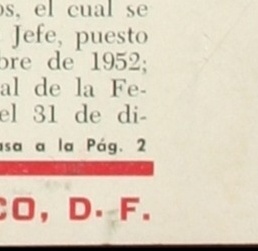 os, el cual se
Jefe, puesto
bre de 1952;
al de la Fe-
el 31 de di-
asa a la Pág. 2
CO, D. F.